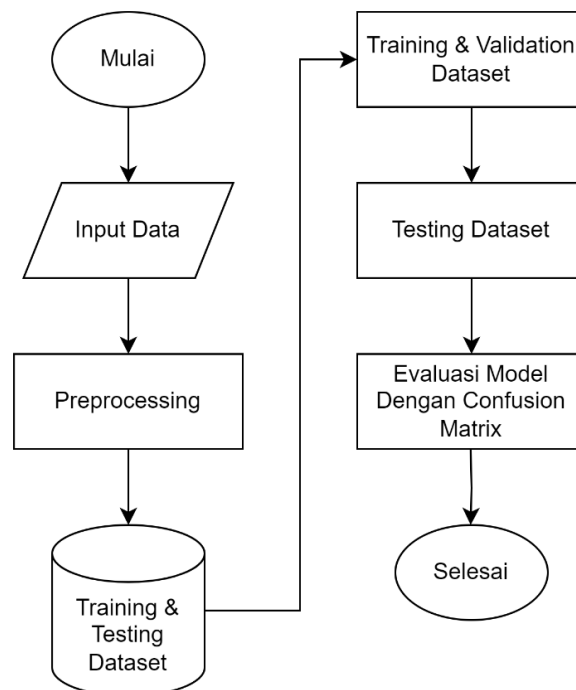 Mulai
Input Data
Preprocessing
Training &
Testing
Dataset
Training & Validation
Dataset
Testing Dataset
Evaluasi Model
Dengan Confusion
Matrix
Selesai